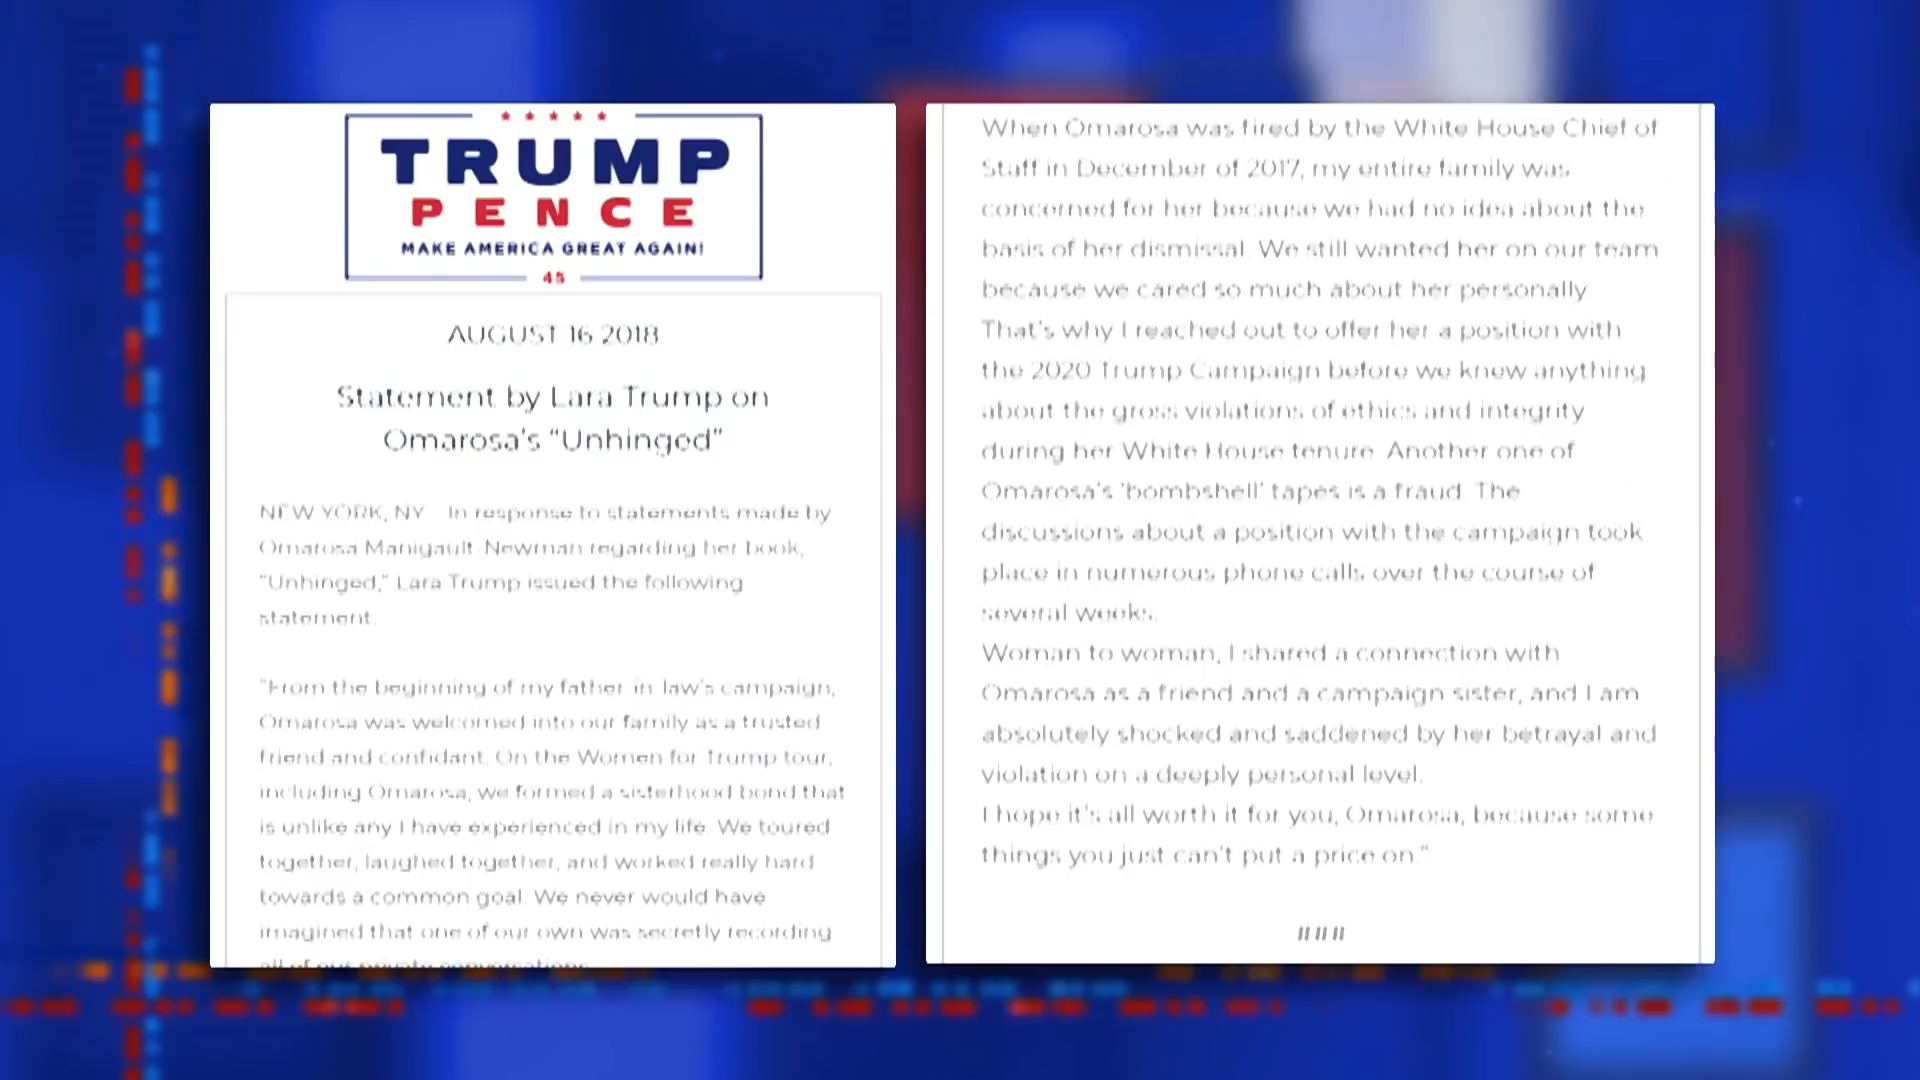 TRUMP
PENCE
MAKE AMERICA GREAT AGAIN!
45
AUGUST 16 2018
Statement by Lara Trump on
Omarosa's "Unhinged"
NEW YORK, NY In response to statements made by
Omarosa Manigault-Newman regarding her book,
"Unhinged," Lara Trump issued the following
statement.
"From the beginning of my father-in-law's campaign,
Omarosa was welcomed into our family as a trusted
friend and confidant. On the Women for Trump tour,
including Omarosa, we formed a sisterhood bond that
is unlike any I have experienced in my life. We toured
together, laughed together, and worked really hard
towards a common goal. We never would have
imagined that one of our own was secretly recording
all of our private conversations.
When Omarosa was fired by the White House Chief of
Staff in December of 2017, my entire family was
concerned for her because we had no idea about the
basis of her dismissal. We still wanted her on our team
because we cared so much about her personally
That's why I reached out to offer her a position with
the 2020 Trump Campaign before we knew anything
about the gross violations of ethics and integrity
during her White House tenure. Another one of
Omarosa's 'bombshell' tapes is a fraud. The
discussions about a position with the campaign took
place in numerous phone calls over the course of
several weeks.
Woman to woman, I shared a connection with
Omarosa as a friend and a campaign sister, and I am
absolutely shocked and saddened by her betrayal and
violation on a deeply personal level.
I hope it's all worth it for you, Omarosa, because some
things you just can't put a price on."
###